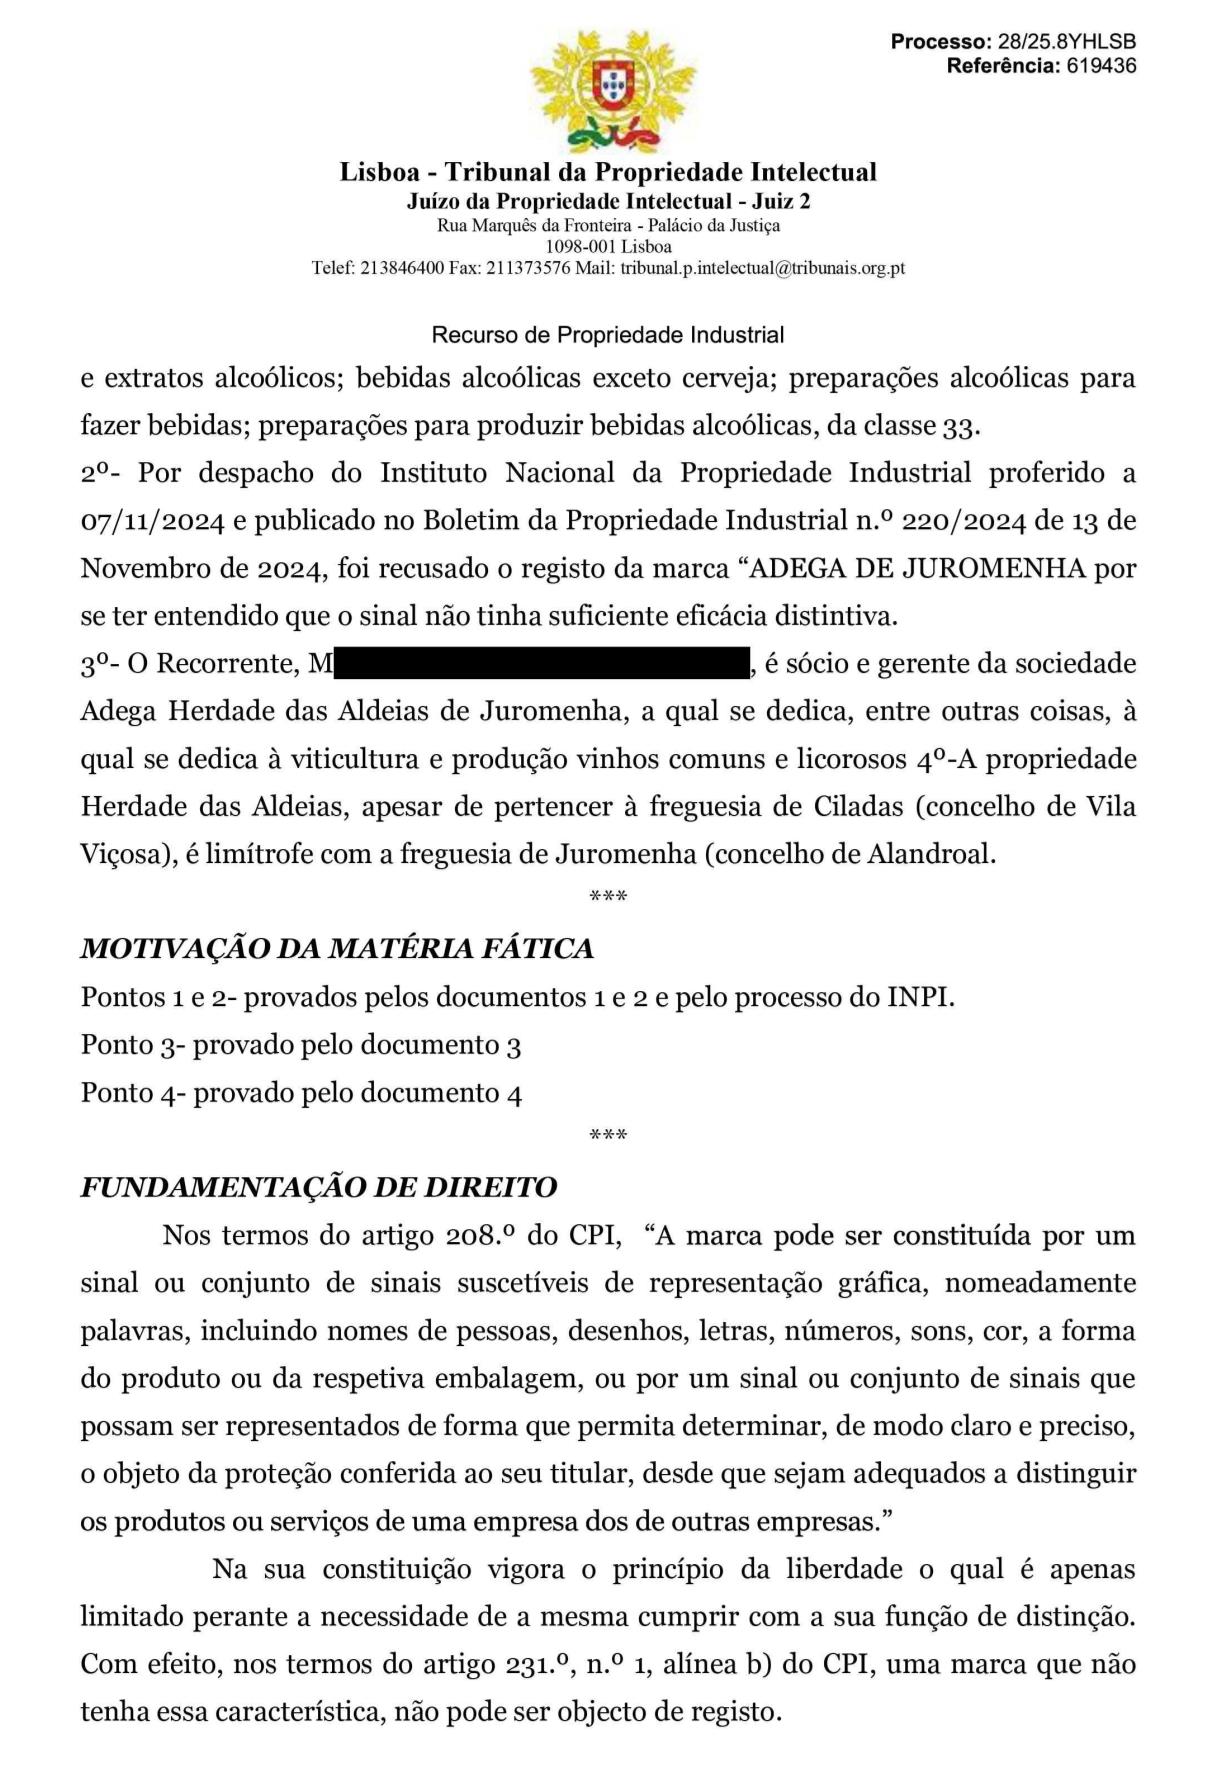 Processo: 28/25.8YHLSB
Referência: 619436
Lisboa - Tribunal da Propriedade Intelectual
Juízo da Propriedade Intelectual - Juiz 2
Rua Marquês da Fronteira - Palácio da Justiça
1098-001 Lisboa
Telef: 213846400 Fax: 211373576 Mail: tribunal.p.intelectual@tribunais.org.pt
Recurso de Propriedade Industrial
e extratos alcoólicos; bebidas alcoólicas exceto cerveja; preparações alcoólicas para
fazer bebidas; preparações para produzir bebidas alcoólicas, da classe 33.
2º- Por despacho do Instituto Nacional da Propriedade Industrial proferido a
07/11/2024 e publicado no Boletim da Propriedade Industrial n.º 220/2024 de 13 de
Novembro de 2024, foi recusado o registo da marca “ADEGA DE JUROMENHA por
se ter entendido que o sinal não tinha suficiente eficácia distintiva.
3º- O Recorrente, M, é sócio e gerente da sociedade
Adega Herdade das Aldeias de Juromenha, a qual se dedica, entre outras coisas, à
qual se dedica à viticultura e produção vinhos comuns e licorosos 4º-A propriedade
Herdade das Aldeias, apesar de pertencer à freguesia de Ciladas (concelho de Vila
Viçosa), é limítrofe com a freguesia de Juromenha (concelho de Alandroal.
***
MOTIVAÇÃO DA MATÉRIA FÁTICA
Pontos 1 e 2- provados pelos documentos 1 e 2 e pelo processo do INPI.
Ponto 3- provado pelo documento 3
Ponto 4- provado pelo documento 4
***
FUNDAMENTAÇÃO DE DIREITO
Nos termos do artigo 208.º do CPI, “A marca pode ser constituída por um
sinal ou conjunto de sinais suscetíveis de representação gráfica, nomeadamente
palavras, incluindo nomes de pessoas, desenhos, letras, números, sons, cor, a forma
do produto ou da respetiva embalagem, ou por um sinal ou conjunto de sinais que
possam ser representados de forma que permita determinar, de modo claro e preciso,
o objeto da proteção conferida ao seu titular, desde que sejam adequados a distinguir
os produtos ou serviços de uma empresa dos de outras empresas.”
Na sua constituição vigora o princípio da liberdade o qual é apenas
limitado perante a necessidade de a mesma cumprir com a sua função de distinção.
Com efeito, nos termos do artigo 231.º, n.º 1, alínea b) do CPI, uma marca que não
tenha essa característica, não pode ser objecto de registo.